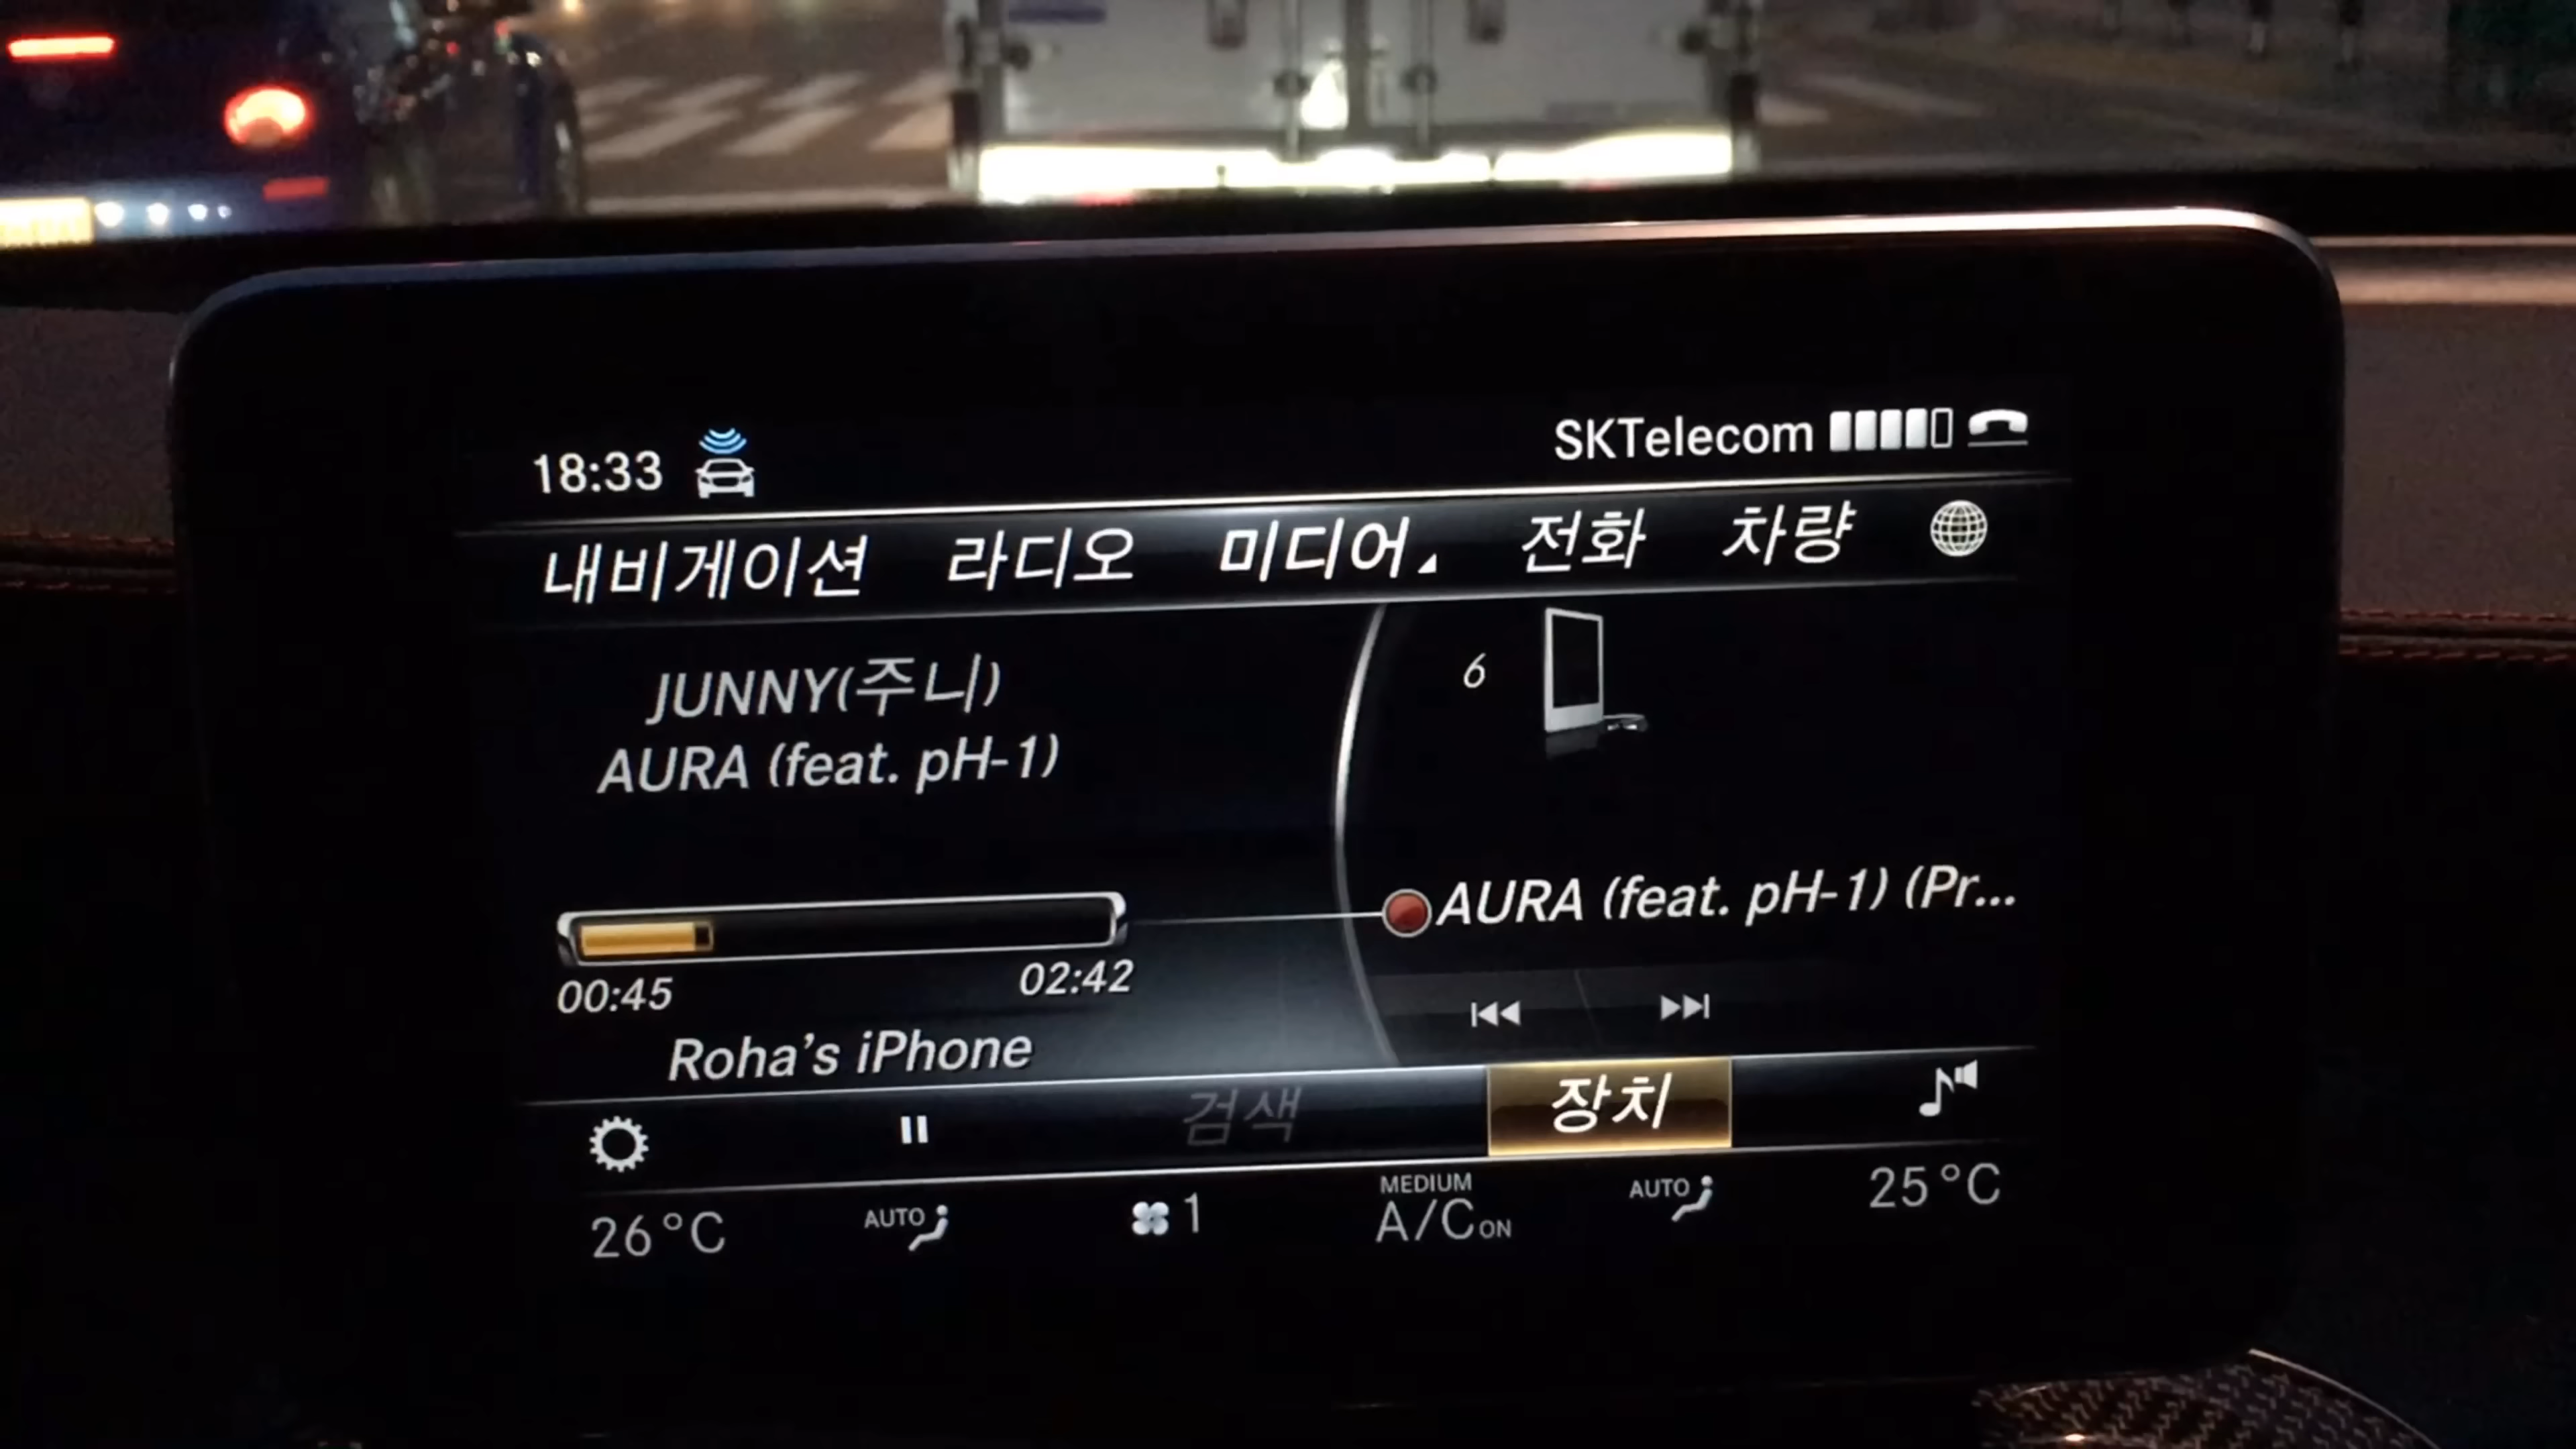 18:33
SKTelecom
내비게이션 라디오 미디어 전화 차량
JUNNY(주니)
AURA (feat. pH-1)
6
AURA (feat. pH-1) (Pr...
00:45 02:42
Roha's iPhone
검색 장치
26°C AUTO 1 MEDIUM A/C ON AUTO 25°C